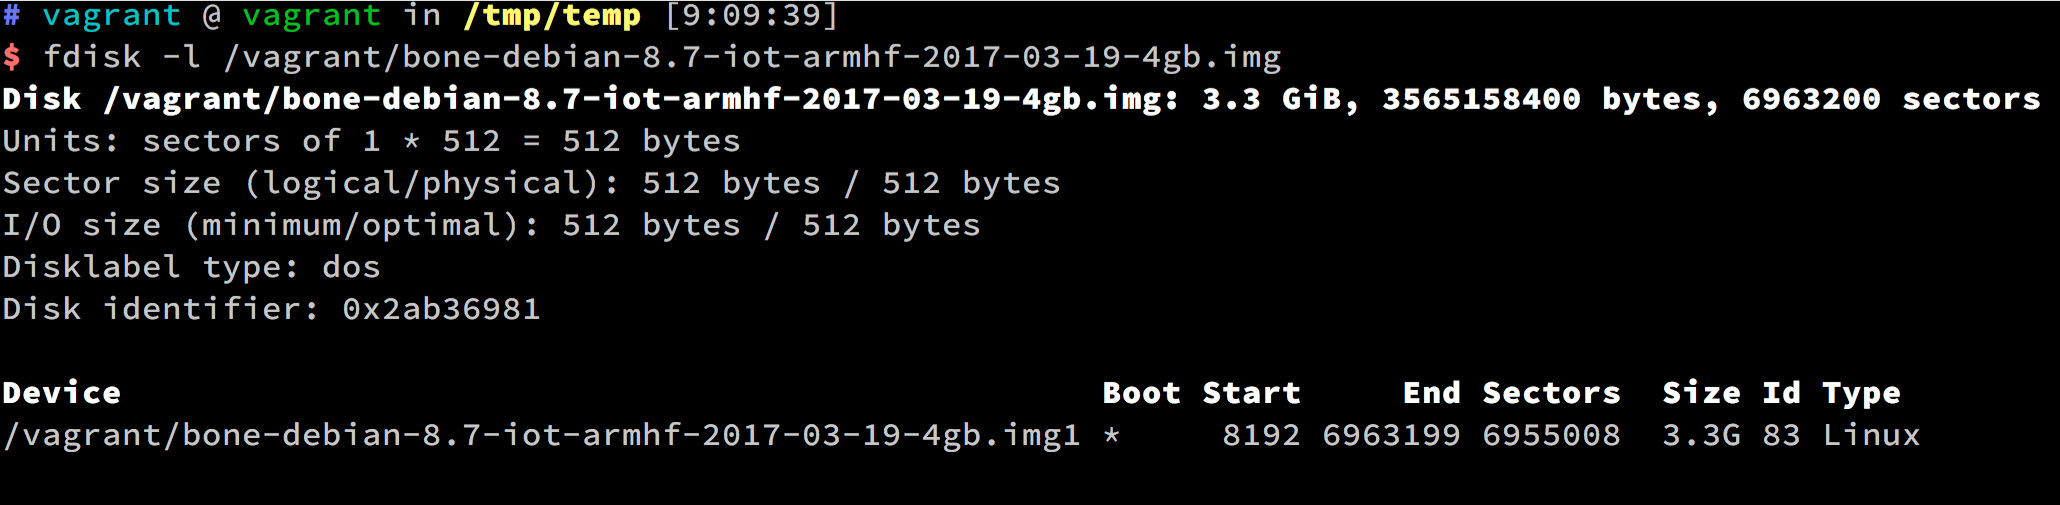 # vagrant @ vagrant in /tmp/temp [9:09:39]
$ fdisk -l /vagrant/bone-debian-8.7-iot-armhf-2017-03-19-4gb.img
Disk /vagrant/bone-debian-8.7-iot-armhf-2017-03-19-4gb.img: 3.3 GiB, 3565158400 bytes, 6963200 sectors
Units: sectors of 1 * 512 = 512 bytes
Sector size (logical/physical): 512 bytes / 512 bytes
I/O size (minimum/optimal): 512 bytes / 512 bytes
Disklabel type: dos
Disk identifier: 0x2ab36981
Device Boot Start End Sectors Size Id Type
/vagrant/bone-debian-8.7-iot-armhf-2017-03-19-4gb.img1 * 8192 6963199 6955008 3.3G 83 Linux